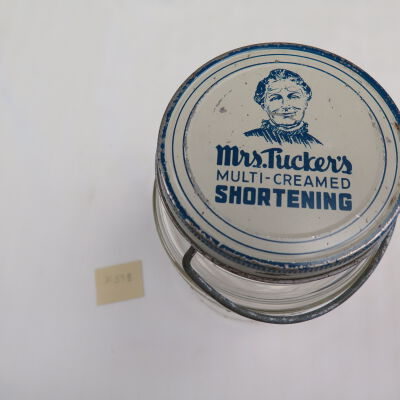 Mrs. Tucker's
MULTI-CREAMED
SHORTENING